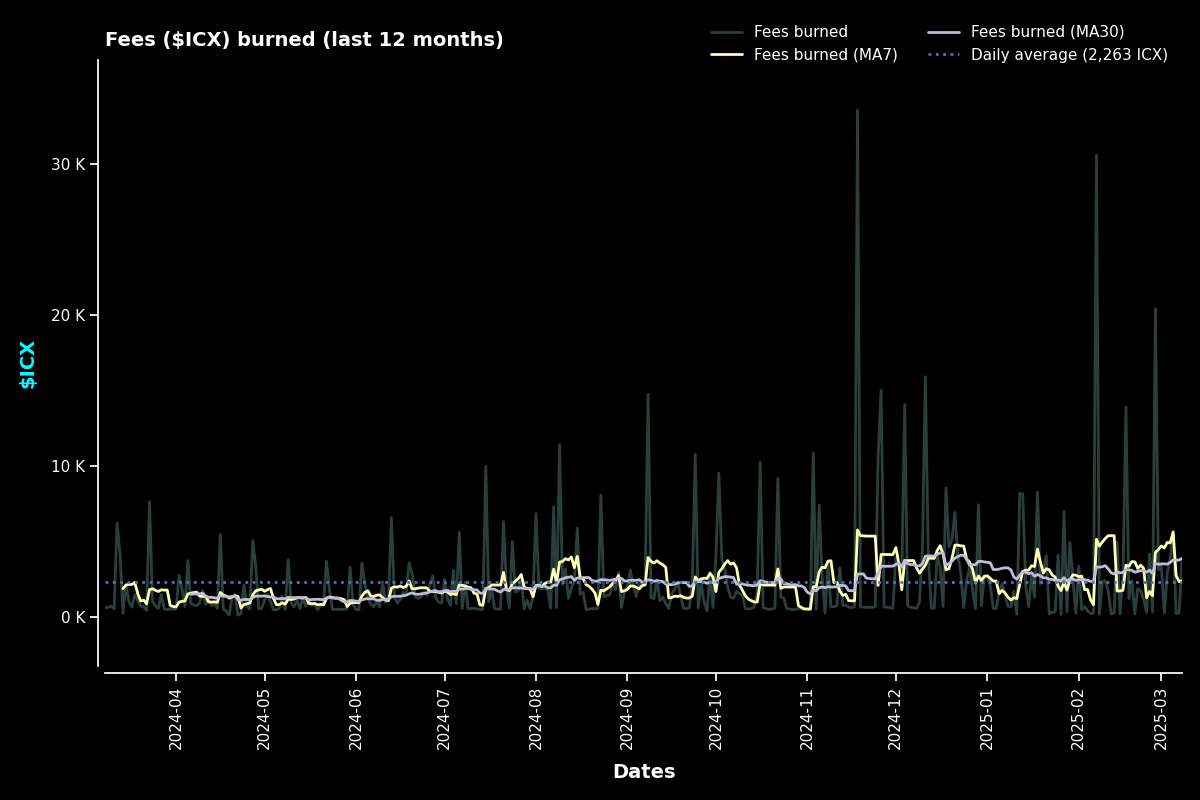 Fees ($ICX) burned (last 12 months)
Fees burned
Fees burned (MA7)
Fees burned (MA30)
Daily average (2,263 ICX)
$ICX
30 K
20 K
10 K
0 K
2024-04
2024-05
2024-06
2024-07
2024-08
2024-09
2024-10
2024-11
2024-12
2025-01
2025-02
2025-03
Dates